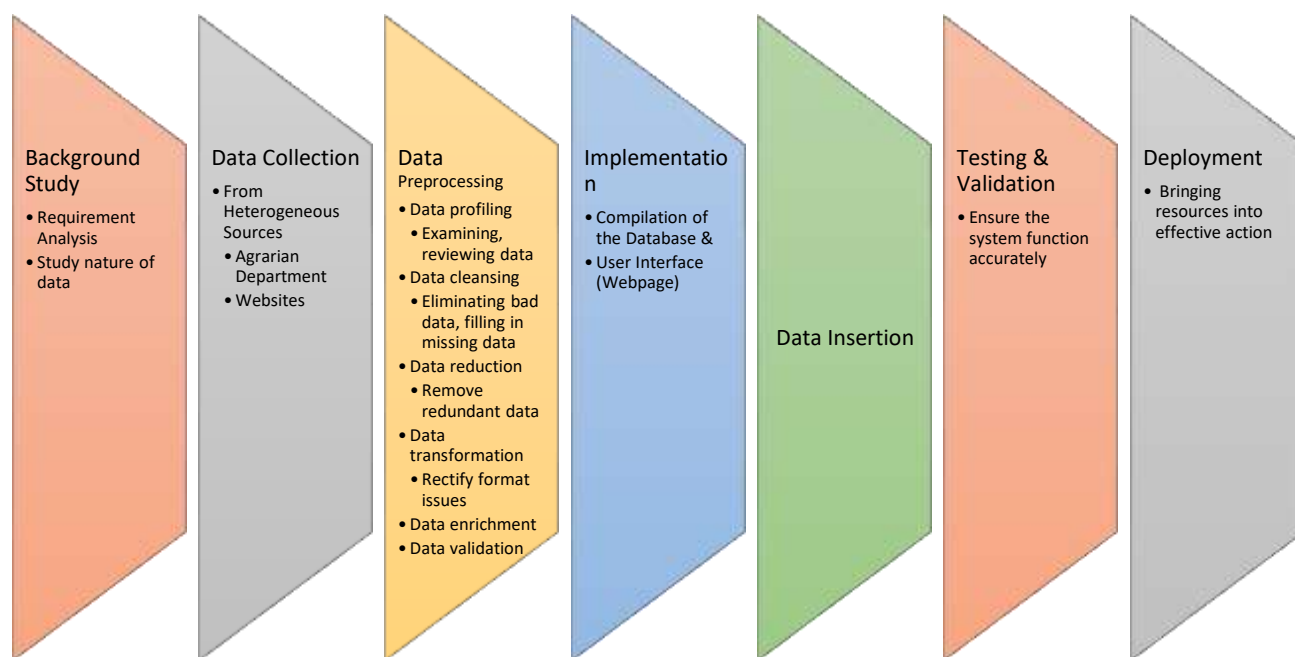 Background
Study
• Requirement
Analysis
• Study nature of
data
Data Collection
• From
Heterogeneous
Sources
• Agrarian
Department
• Websites
Data
Preprocessing
• Data profiling
• Examining,
reviewing data
• Data cleansing
• Eliminating bad
data, filling in
missing data
• Data reduction
• Remove
redundant data
• Data
transformation
• Rectify format
issues
• Data enrichment
• Data validation
Implementatio
n
• Compilation of
the Database &
• User Interface
(Webpage)
Data Insertion
Testing &
Validation
• Ensure the
system function
accurately
Deployment
• Bringing
resources into
effective action